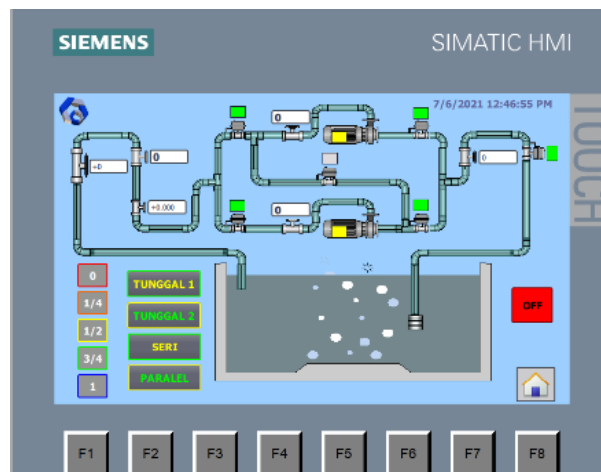 SIEMENS
SIMATIC HMI
TOUCH
7/6/2021 12:46:55 PM
0
0
+0
0
+0.000
0
0
TUNGGAL 1
1/4
TUNGGAL 2
OFF
1/2
SERI
3/4
PARALEL
1
F1 F2 F3 F4 F5 F6 F7 F8